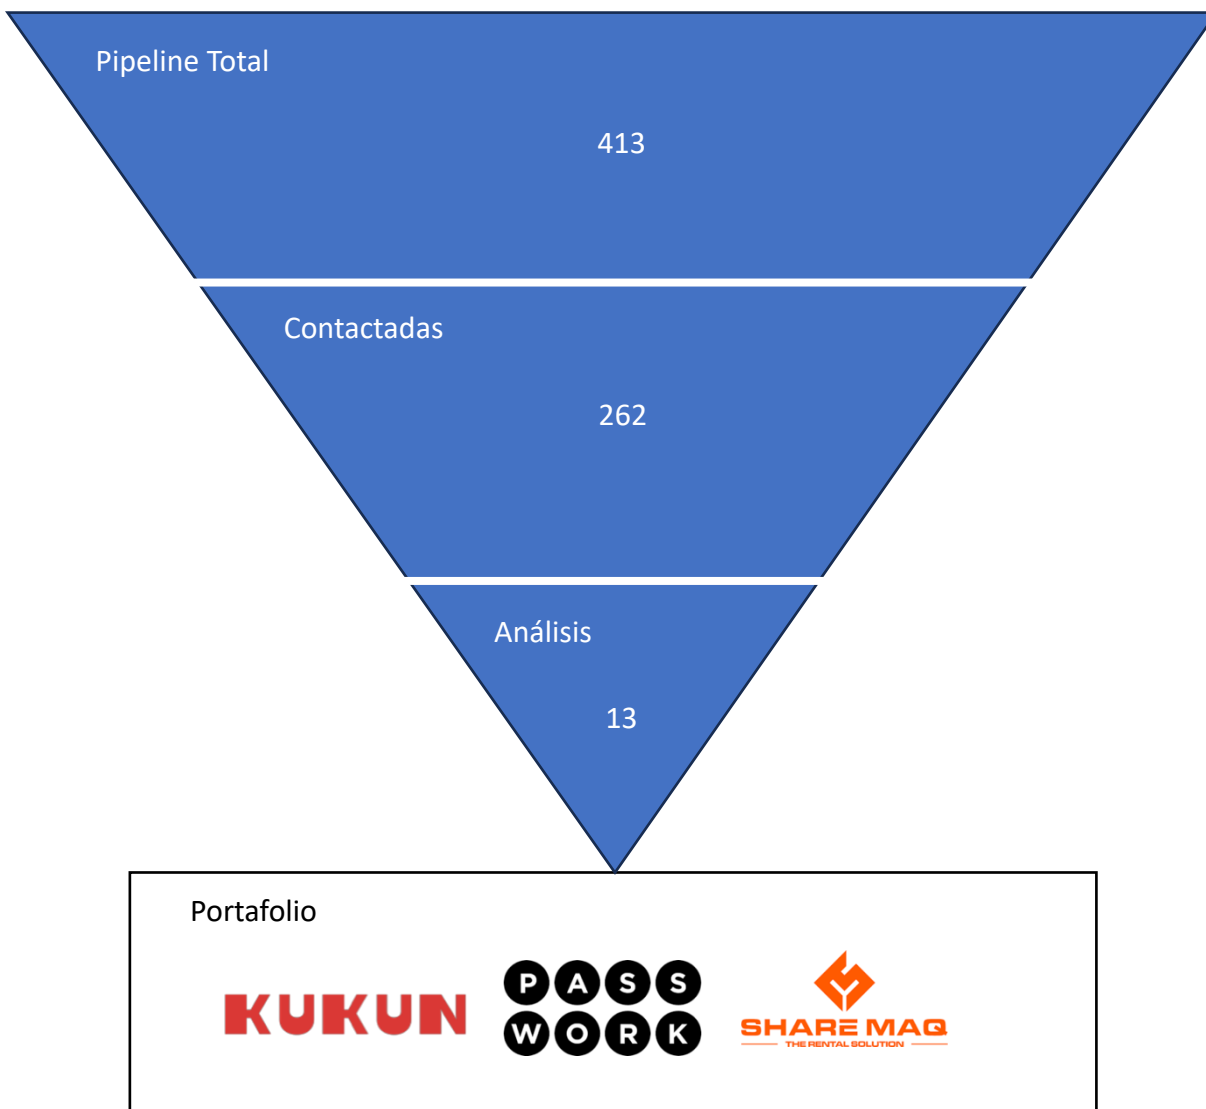 Pipeline Total
413
Contactadas
262
Análisis
13
Portafolio
KUKUN
PASS
WORK
SHARE MAQ
THE RENTAL SOLUTION